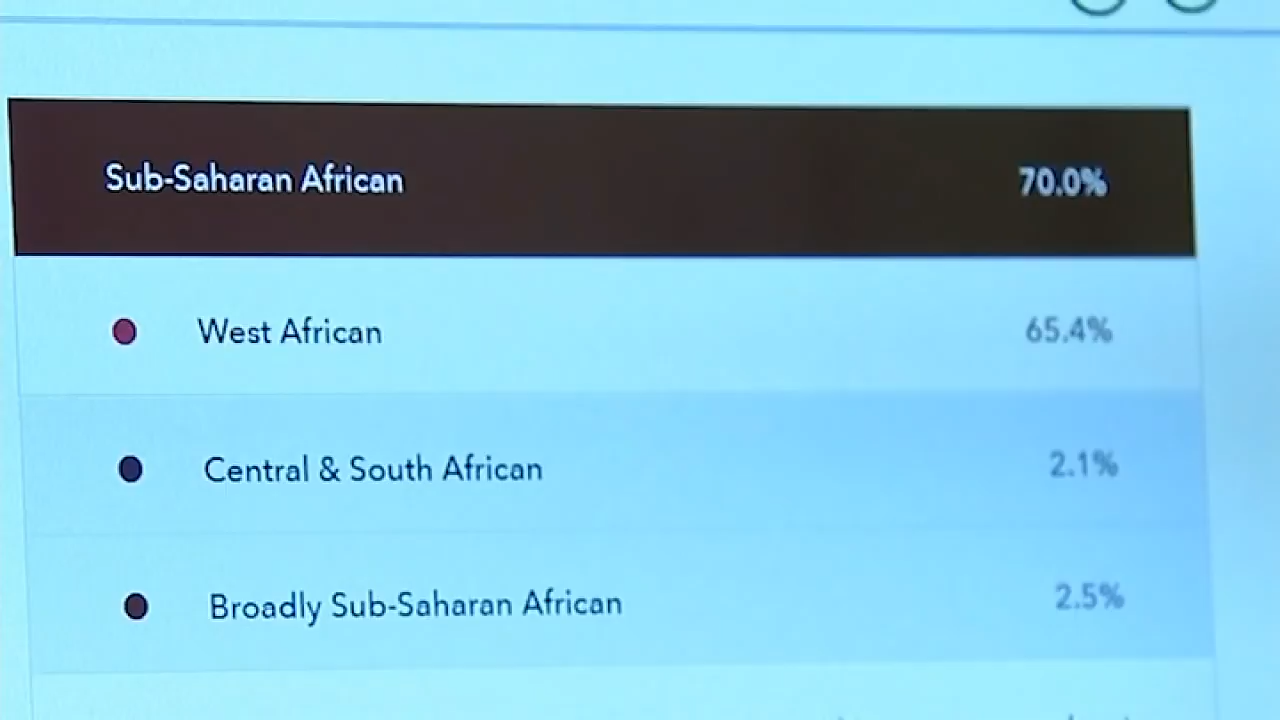 Sub-Saharan African 70.0%
West African 65.4%
Central & South African 2.1%
Broadly Sub-Saharan African 2.5%